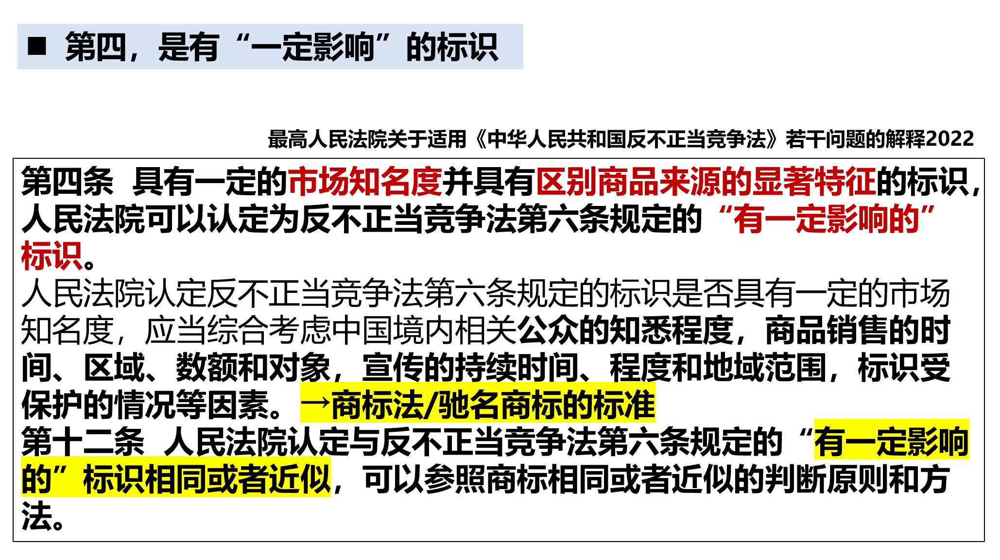 ■ 第四，是有“一定影响”的标识
最高人民法院关于适用《中华人民共和国反不正当竞争法》若干问题的解释2022
第四条 具有一定的市场知名度并具有区别商品来源的显著特征的标识，
人民法院可以认定为反不正当竞争法第六条规定的“有一定影响的”
标识。
人民法院认定反不正当竞争法第六条规定的标识是否具有一定的市场
知名度，应当综合考虑中国境内相关公众的知悉程度，商品销售的时
间、区域、数额和对象，宣传的持续时间、程度和地域范围，标识受
保护的情况等因素。→商标法/驰名商标的标准
第十二条 人民法院认定与反不正当竞争法第六条规定的“有一定影响
的”标识相同或者近似，可以参照商标相同或者近似的判断原则和方
法。